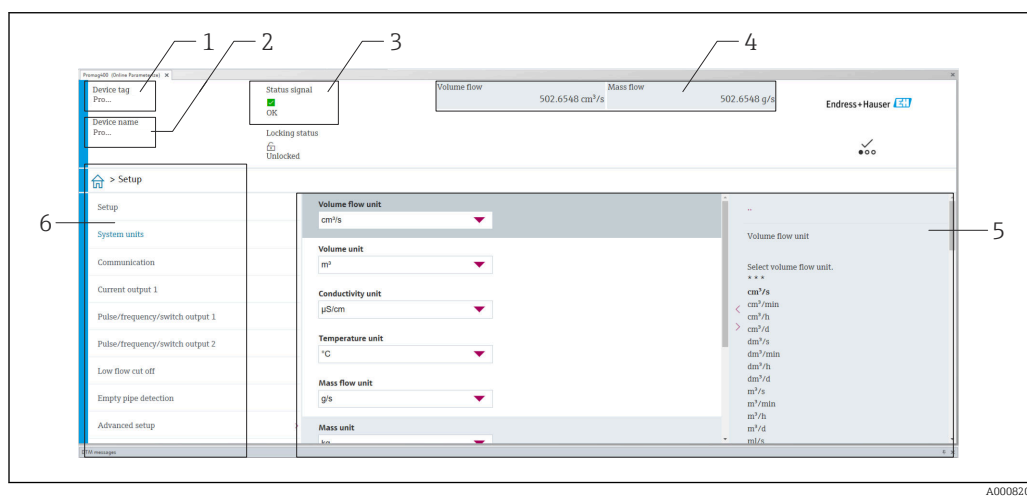 1
2
3
4
Promag400 (Online Parameterize) X
Device tag
Pro...
Status signal
OK
Volume flow
502.6548 cm³/s
Mass flow
502.6548 g/s
Endress+Hauser EH
Device name
Pro...
Locking status
Unlocked
> Setup
6
5
Setup
System units
Communication
Current output 1
Pulse/frequency/switch output 1
Pulse/frequency/switch output 2
Low flow cut off
Empty pipe detection
Advanced setup
Volume flow unit
cm³/s
Volume unit
m³
Conductivity unit
µS/cm
Temperature unit
°C
Mass flow unit
g/s
Mass unit
kg
..
Volume flow unit
Select volume flow unit.
* * *
cm³/s
cm³/min
cm³/h
cm³/d
dm³/s
dm³/min
dm³/h
dm³/d
m³/s
m³/min
m³/h
m³/d
ml/s
DTM messages